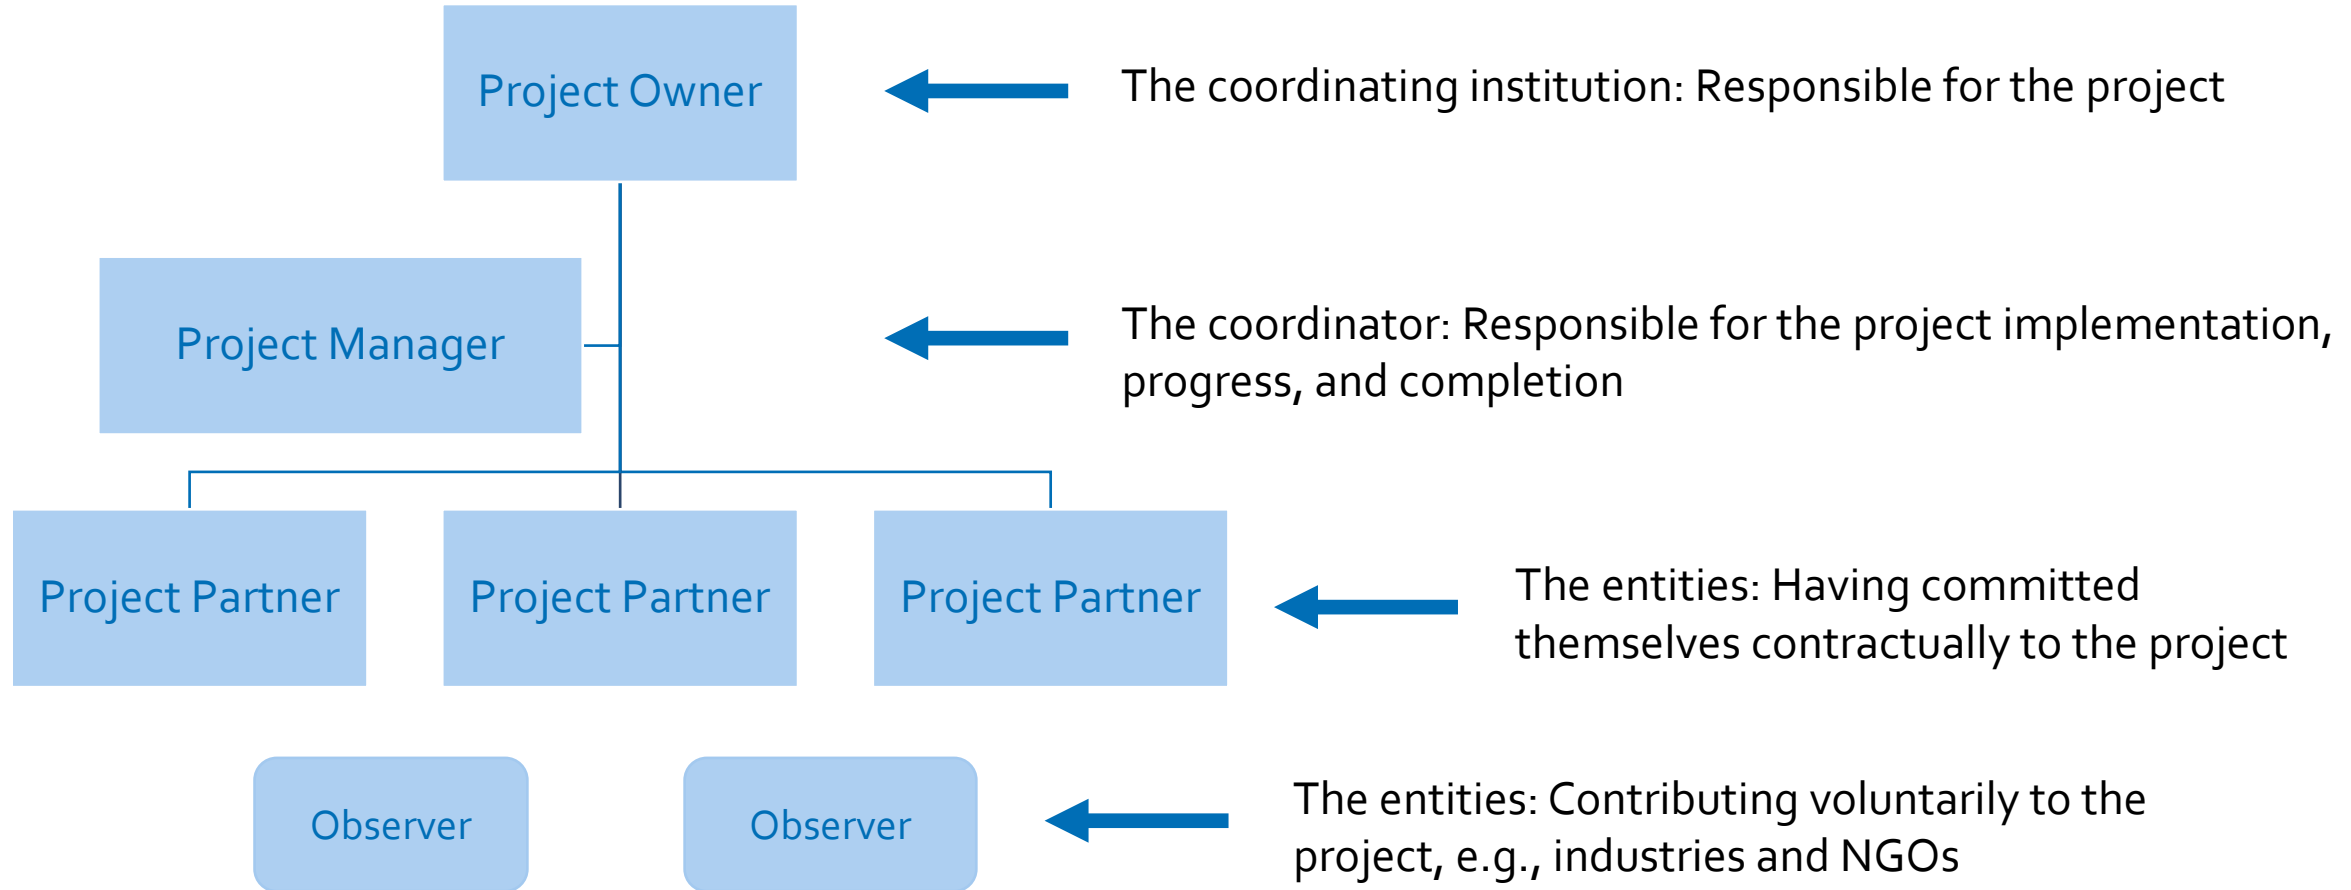 Project Owner
The coordinating institution: Responsible for the project
Project Manager
The coordinator: Responsible for the project implementation,
progress, and completion
Project Partner
Project Partner
Project Partner
The entities: Having committed
themselves contractually to the project
Observer
Observer
The entities: Contributing voluntarily to the
project, e.g., industries and NGOs